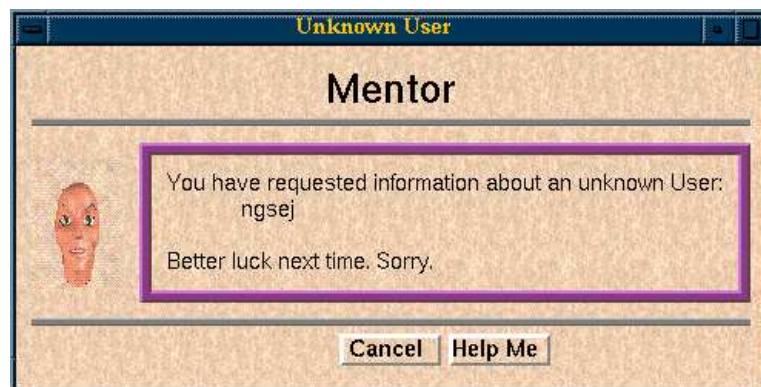 Unknown User
Mentor
You have requested information about an unknown User:
ngsej
Better luck next time. Sorry.
Cancel
Help Me